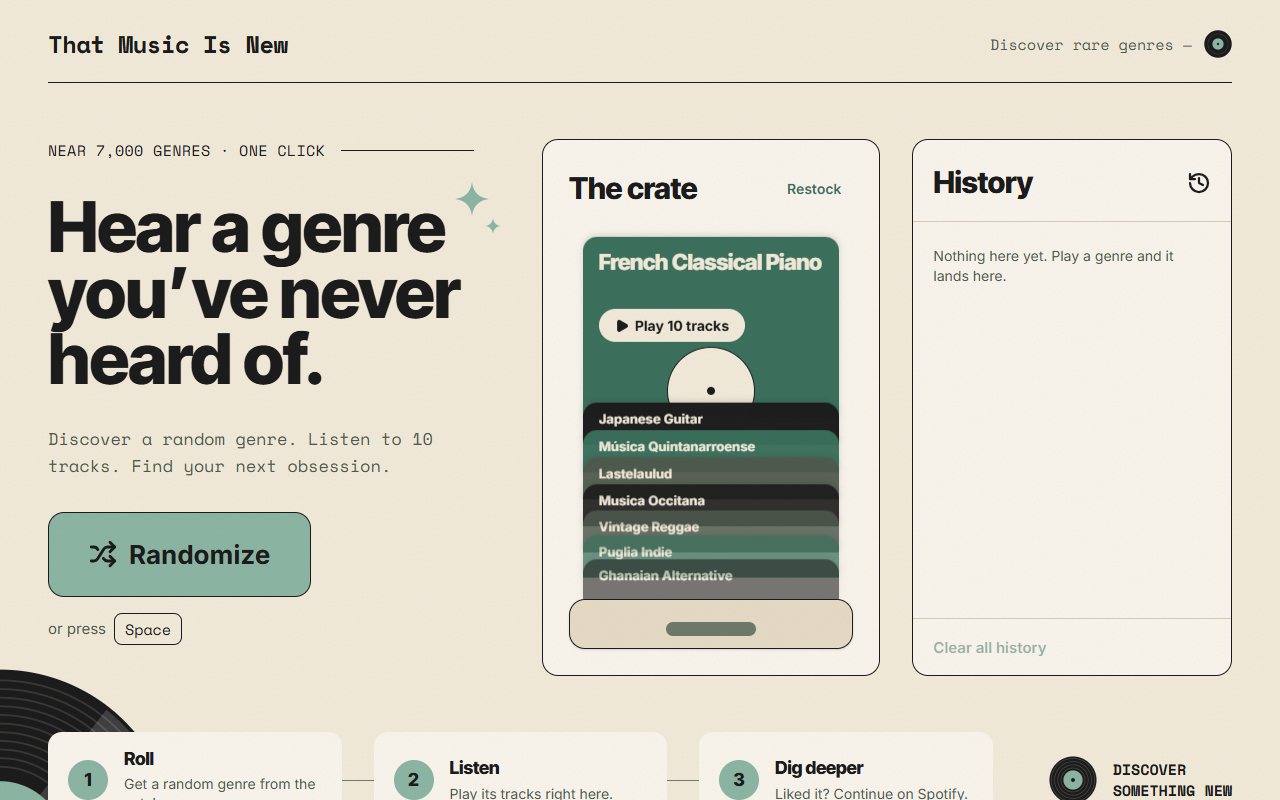 That Music Is New
Discover rare genres —
NEAR 7,000 GENRES · ONE CLICK
Hear a genre
you’ve never
heard of.
Discover a random genre. Listen to 10
tracks. Find your next obsession.
Randomize
or press Space
The crate
Restock
French Classical Piano
Play 10 tracks
Japanese Guitar
Música Quintanarroense
Lastelaulud
Musica Occitana
Vintage Reggae
Puglia Indie
Ghanaian Alternative
History
Nothing here yet. Play a genre and it
lands here.
Clear all history
1
Roll
Get a random genre from the
2
Listen
Play its tracks right here.
3
Dig deeper
Liked it? Continue on Spotify.
DISCOVER
SOMETHING NEW